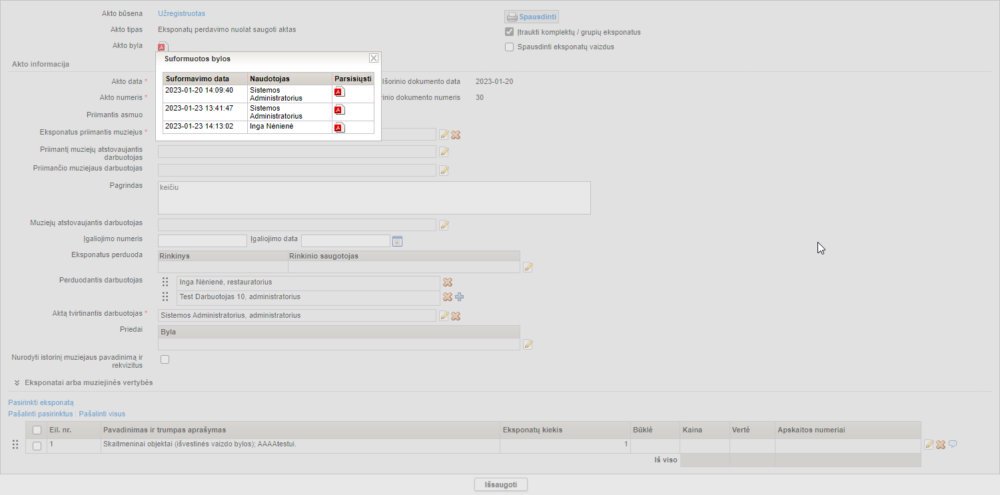 Akto būsena Užregistruotas Spausdinti
Akto tipas Eksponatų perdavimo nuolat saugoti aktas Įtraukti komplektų / grupių eksponatus
Akto byla Spausdinti eksponatų vaizdus
Suformuotos bylos
Suformavimo data Naudotojas Parsisiųsti
2023-01-20 14:09:40 Sistemos
Administratorius
2023-01-23 13:41:47 Sistemos
Administratorius
2023-01-23 14:13:02 Inga Nėnienė
Akto informacija
Akto data * Išorinio dokumento data 2023-01-20
Akto numeris * rinio dokumento numeris 30
Priimantis asmuo
Eksponatus priimantis muziejus *
Priimantį muziejų atstovaujantis
darbuotojas
Priimančio muziejaus darbuotojas
Pagrindas keičiu
Muziejų atstovaujantis darbuotojas
Įgaliojimo numeris Įgaliojimo data
Eksponatus perduoda Rinkinys Rinkinio saugotojas
Perduodantis darbuotojas Inga Nėnienė, restauratorius
Test Darbuotojas 10, administratorius
Aktą tvirtinantis darbuotojas * Sistemos Administratorius, administratorius
Priedai Byla
Nurodyti istorinį muziejaus pavadinimą ir
rekvizitus
Eksponatai arba muziejinės vertybės
Pasirinkti eksponatą
Pašalinti pasirinktus | Pašalinti visus
Eil. nr. Pavadinimas ir trumpas aprašymas Eksponatų kiekis Būklė Kaina Vertė Apskaitos numeriai
1 Skaitmeniniai objektai (išvestinės vaizdo bylos); AAAAtestui. 1
Iš viso
Išsaugoti